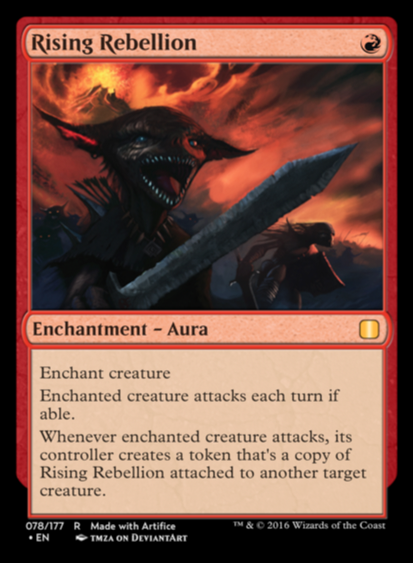 Rising Rebellion
Enchantment – Aura
Enchant creature
Enchanted creature attacks each turn if
able.
Whenever enchanted creature attacks, its
controller creates a token that's a copy of
Rising Rebellion attached to another target
creature.
078/177 R Made with Artifice
• EN TMZA ON DEVIANTART
™ & © 2016 Wizards of the Coast